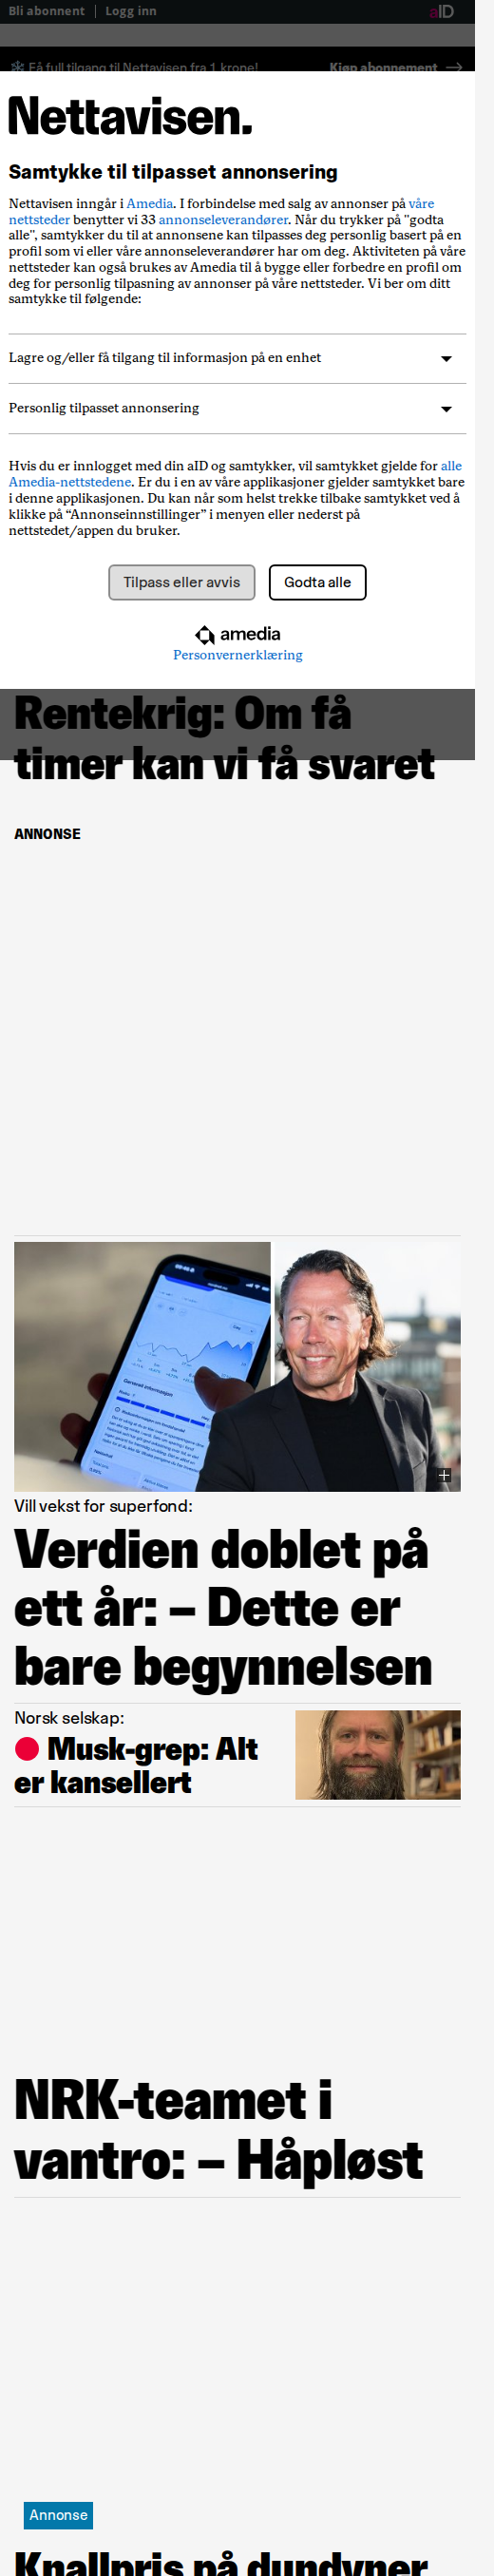 Bli abonnent | Logg inn aID
Få full tilgang til Nettavisen fra 1 krone! Kjøp abonnement →
Nettavisen.
Samtykke til tilpasset annonsering
Nettavisen inngår i Amedia. I forbindelse med salg av annonser på våre
nettsteder benytter vi 33 annonseleverandører. Når du trykker på "godta
alle", samtykker du til at annonsene kan tilpasses deg personlig basert på en
profil som vi eller våre annonseleverandører har om deg. Aktiviteten på våre
nettsteder kan også brukes av Amedia til å bygge eller forbedre en profil om
deg for personlig tilpasning av annonser på våre nettsteder. Vi ber om ditt
samtykke til følgende:
Lagre og/eller få tilgang til informasjon på en enhet
Personlig tilpasset annonsering
Hvis du er innlogget med din aID og samtykker, vil samtykket gjelde for alle
Amedia-nettstedene. Er du i en av våre applikasjoner gjelder samtykket bare
i denne applikasjonen. Du kan når som helst trekke tilbake samtykket ved å
klikke på “Annonseinnstillinger” i menyen eller nederst på
nettstedet/appen du bruker.
Tilpass eller avvis Godta alle
amedia
Personvernerklæring
Rentekrig: Om få
timer kan vi få svaret
ANNONSE
Generell informasjon
Vill vekst for superfond:
Verdien doblet på
ett år: – Dette er
bare begynnelsen
Norsk selskap:
Musk-grep: Alt
er kansellert
NRK-teamet i
vantro: – Håpløst
Annonse
Knallpris på dundyner